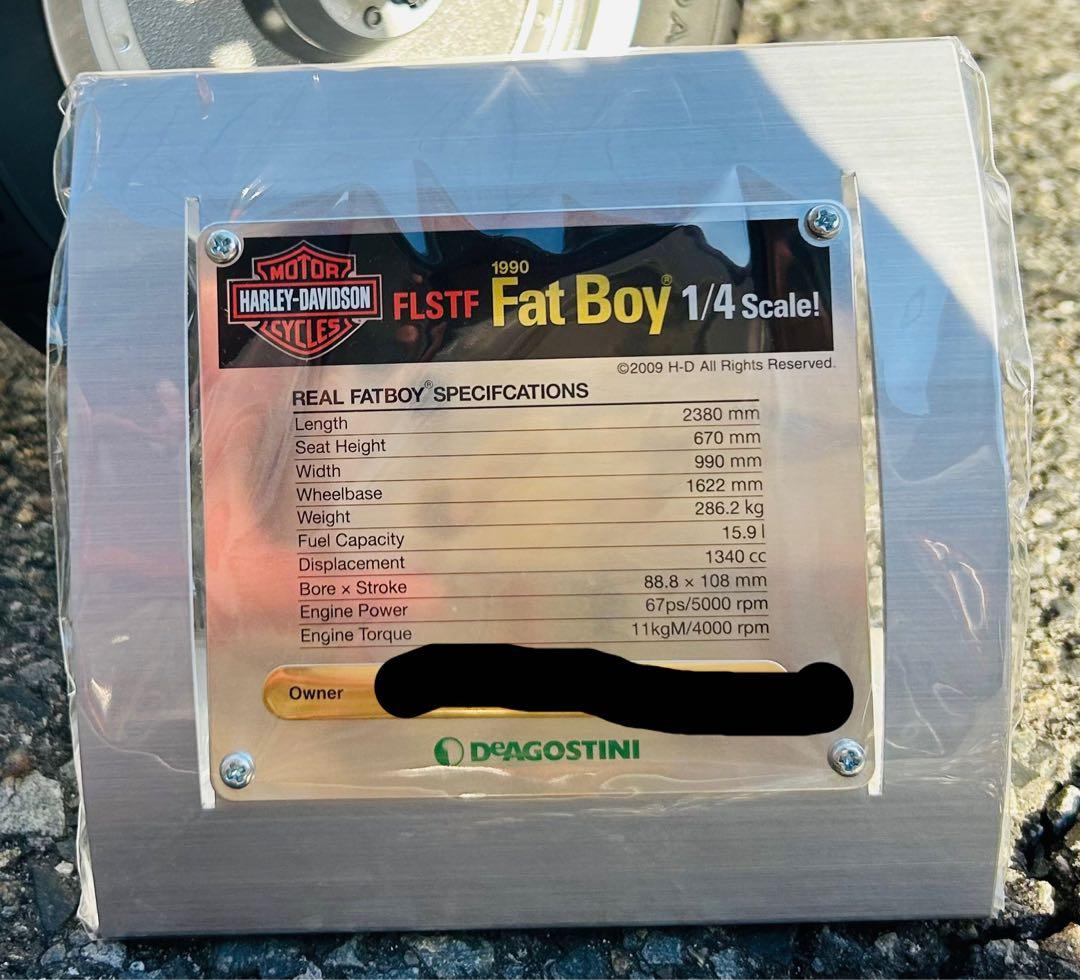 MOTOR
HARLEY-DAVIDSON
CYCLES
1990
FLSTF Fat Boy® 1/4 Scale!
©2009 H-D All Rights Reserved.
REAL FATBOY® SPECIFCATIONS
Length 2380 mm
Seat Height 670 mm
Width 990 mm
Wheelbase 1622 mm
Weight 286.2 kg
Fuel Capacity 15.9 l
Displacement 1340 cc
Bore × Stroke 88.8 × 108 mm
Engine Power 67ps/5000 rpm
Engine Torque 11kgM/4000 rpm
Owner
DeAGOSTINI